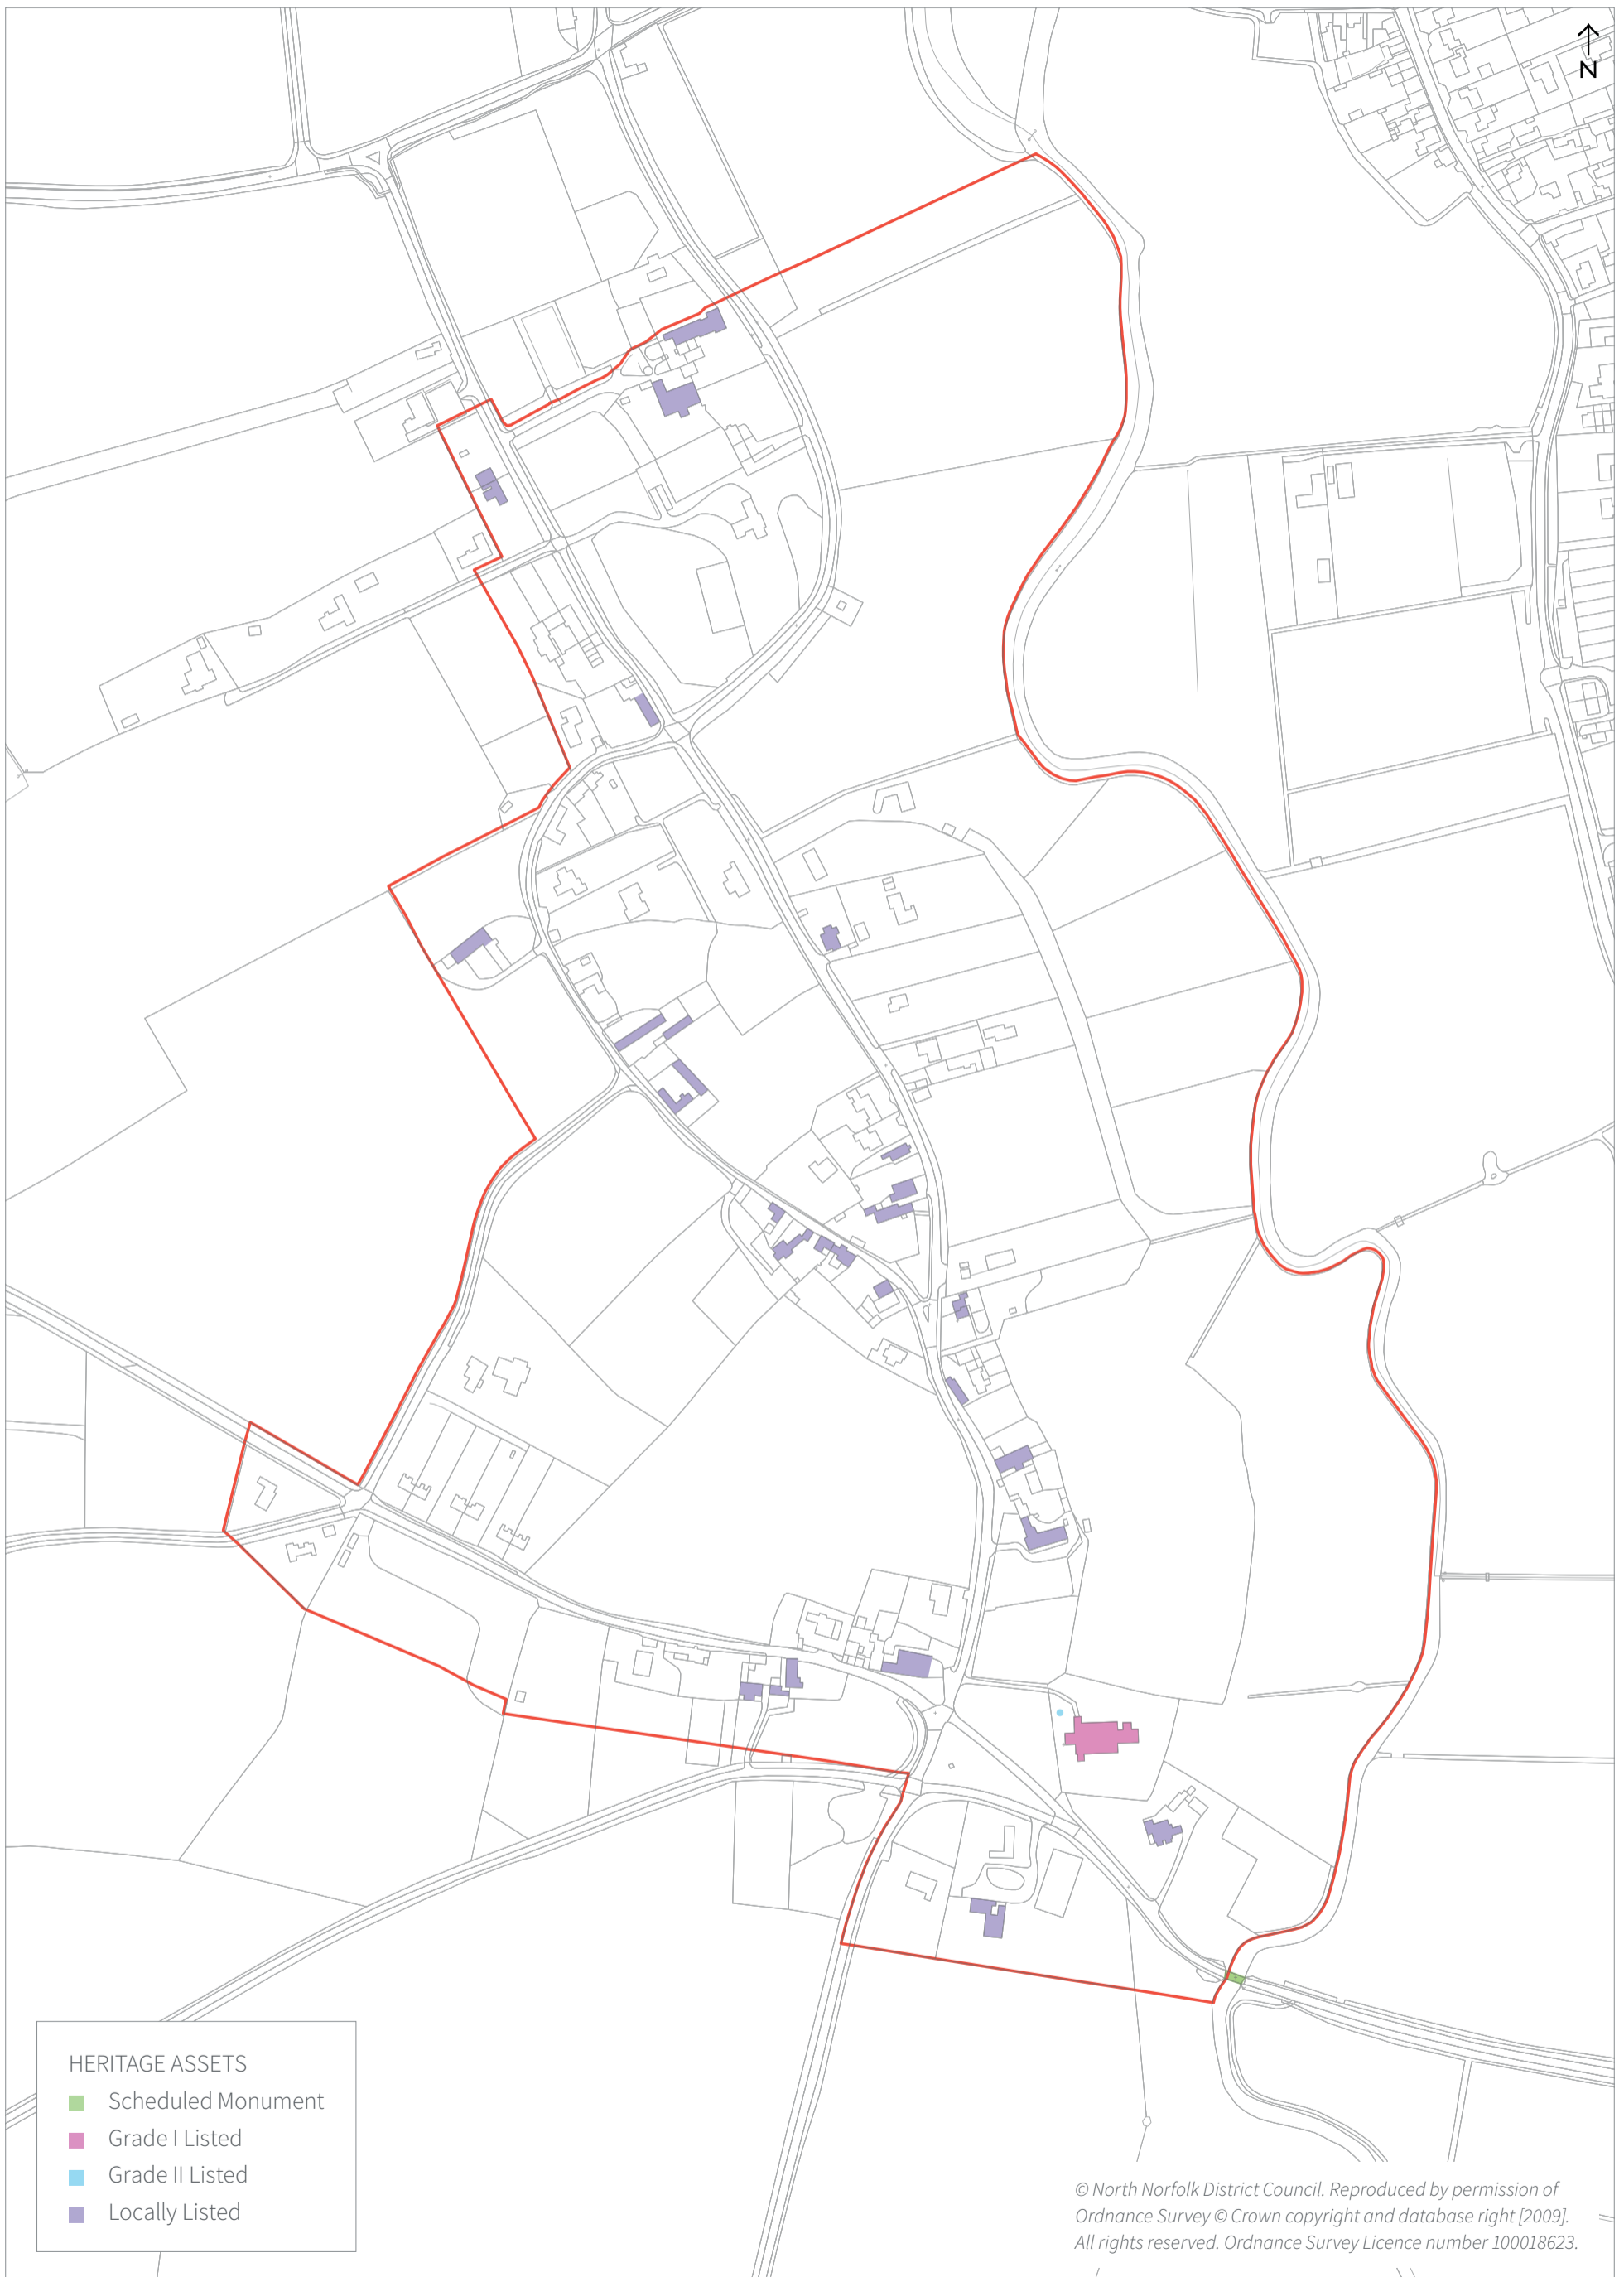 N
HERITAGE ASSETS
Scheduled Monument
Grade I Listed
Grade II Listed
Locally Listed
© North Norfolk District Council. Reproduced by permission of
Ordnance Survey © Crown copyright and database right [2009].
All rights reserved. Ordnance Survey Licence number 100018623.